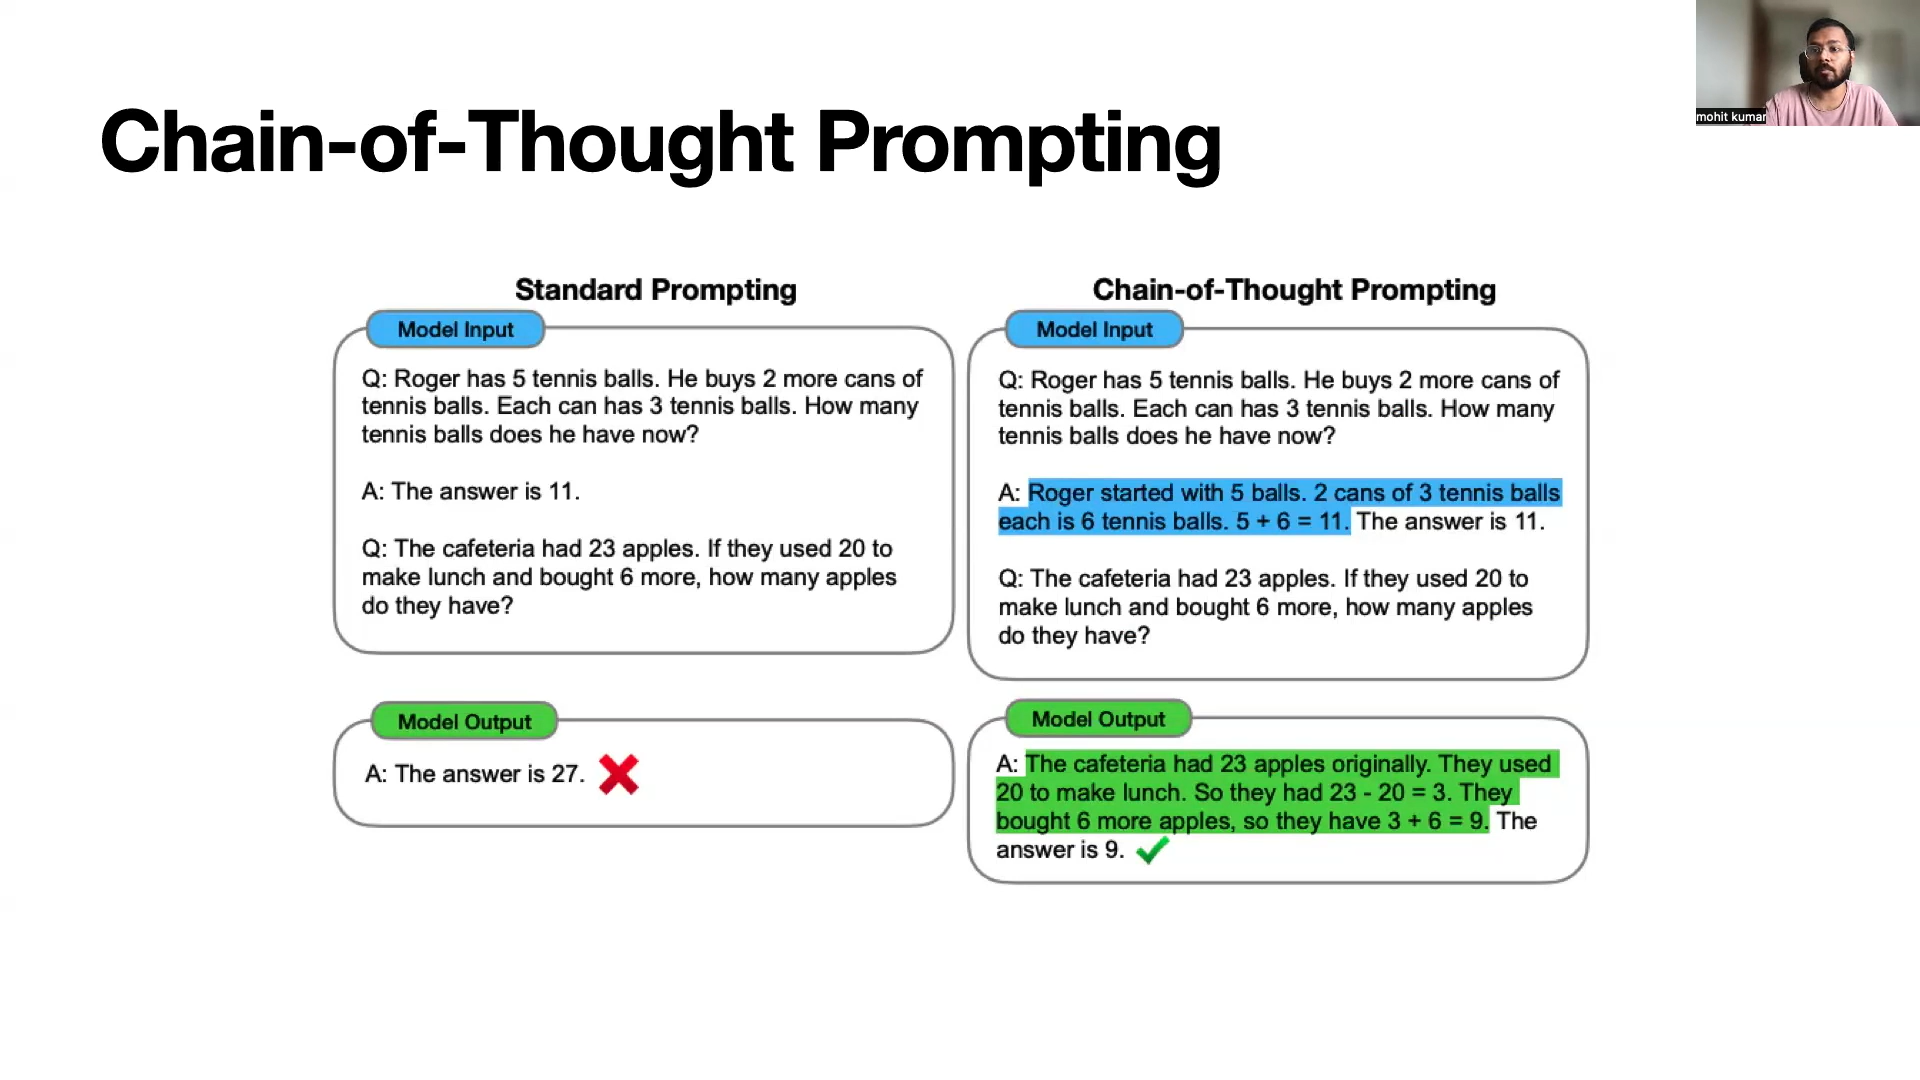 mohit kumar
Chain-of-Thought Prompting
Standard Prompting
Model Input
Q: Roger has 5 tennis balls. He buys 2 more cans of
tennis balls. Each can has 3 tennis balls. How many
tennis balls does he have now?
A: The answer is 11.
Q: The cafeteria had 23 apples. If they used 20 to
make lunch and bought 6 more, how many apples
do they have?
Model Output
A: The answer is 27.
Chain-of-Thought Prompting
Model Input
Q: Roger has 5 tennis balls. He buys 2 more cans of
tennis balls. Each can has 3 tennis balls. How many
tennis balls does he have now?
A: Roger started with 5 balls. 2 cans of 3 tennis balls
each is 6 tennis balls. 5 + 6 = 11. The answer is 11.
Q: The cafeteria had 23 apples. If they used 20 to
make lunch and bought 6 more, how many apples
do they have?
Model Output
A: The cafeteria had 23 apples originally. They used
20 to make lunch. So they had 23 - 20 = 3. They
bought 6 more apples, so they have 3 + 6 = 9. The
answer is 9.